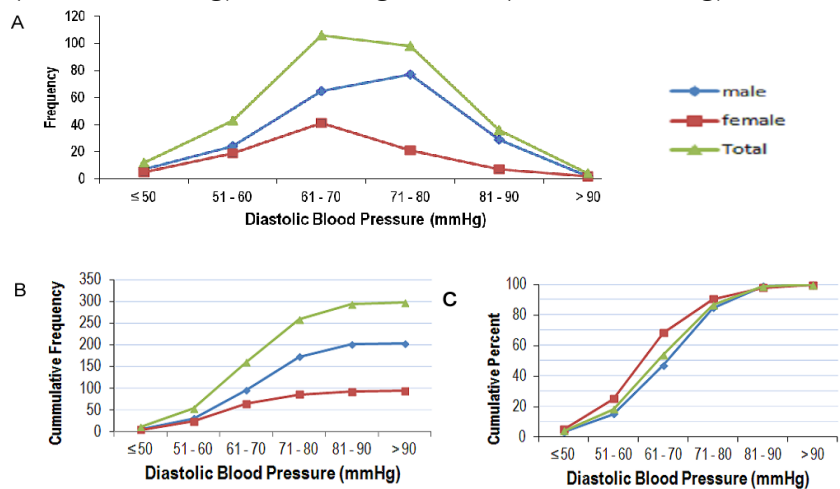 A
120
100
80
60
40
20
0
Frequency
≤ 50
51 - 60
61 - 70
71 - 80
81 - 90
> 90
Diastolic Blood Pressure (mmHg)
male
female
Total
B
350
300
250
200
150
100
50
0
Cummulative Frequency
≤ 50
51 - 60
61 - 70
71 - 80
81 - 90
> 90
Diastolic Blood Pressure (mmHg)
C
100
80
60
40
20
0
Cumulative Percent
≤ 50
51 - 60
61 - 70
71 - 80
81 - 90
> 90
Diastolic Blood Pressure (mmHg)